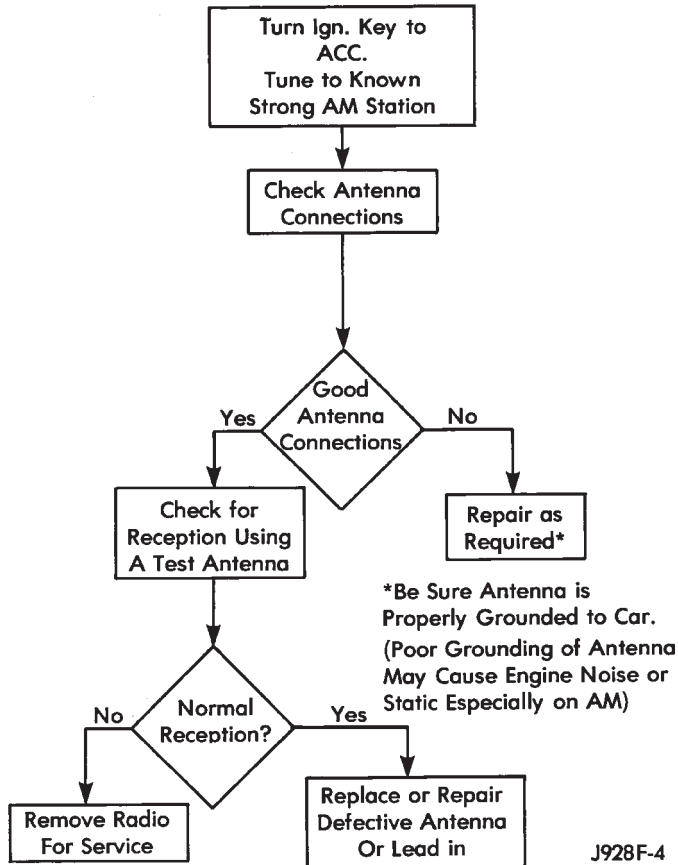 Turn Ign. Key to
ACC.
Tune to Known
Strong AM Station
Check Antenna
Connections
Good
Antenna
Connections
Yes
No
Check for
Reception Using
A Test Antenna
Repair as
Required*
*Be Sure Antenna is
Properly Grounded to Car.
(Poor Grounding of Antenna
May Cause Engine Noise or
Static Especially on AM)
Normal
Reception?
No
Yes
Remove Radio
For Service
Replace or Repair
Defective Antenna
Or Lead in
J928F-4